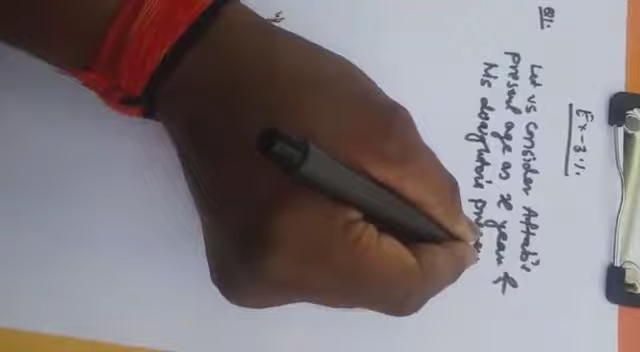 Ex-3.1.
Q1.
Let us consider Aftab's
present age as x years &
his daughter's